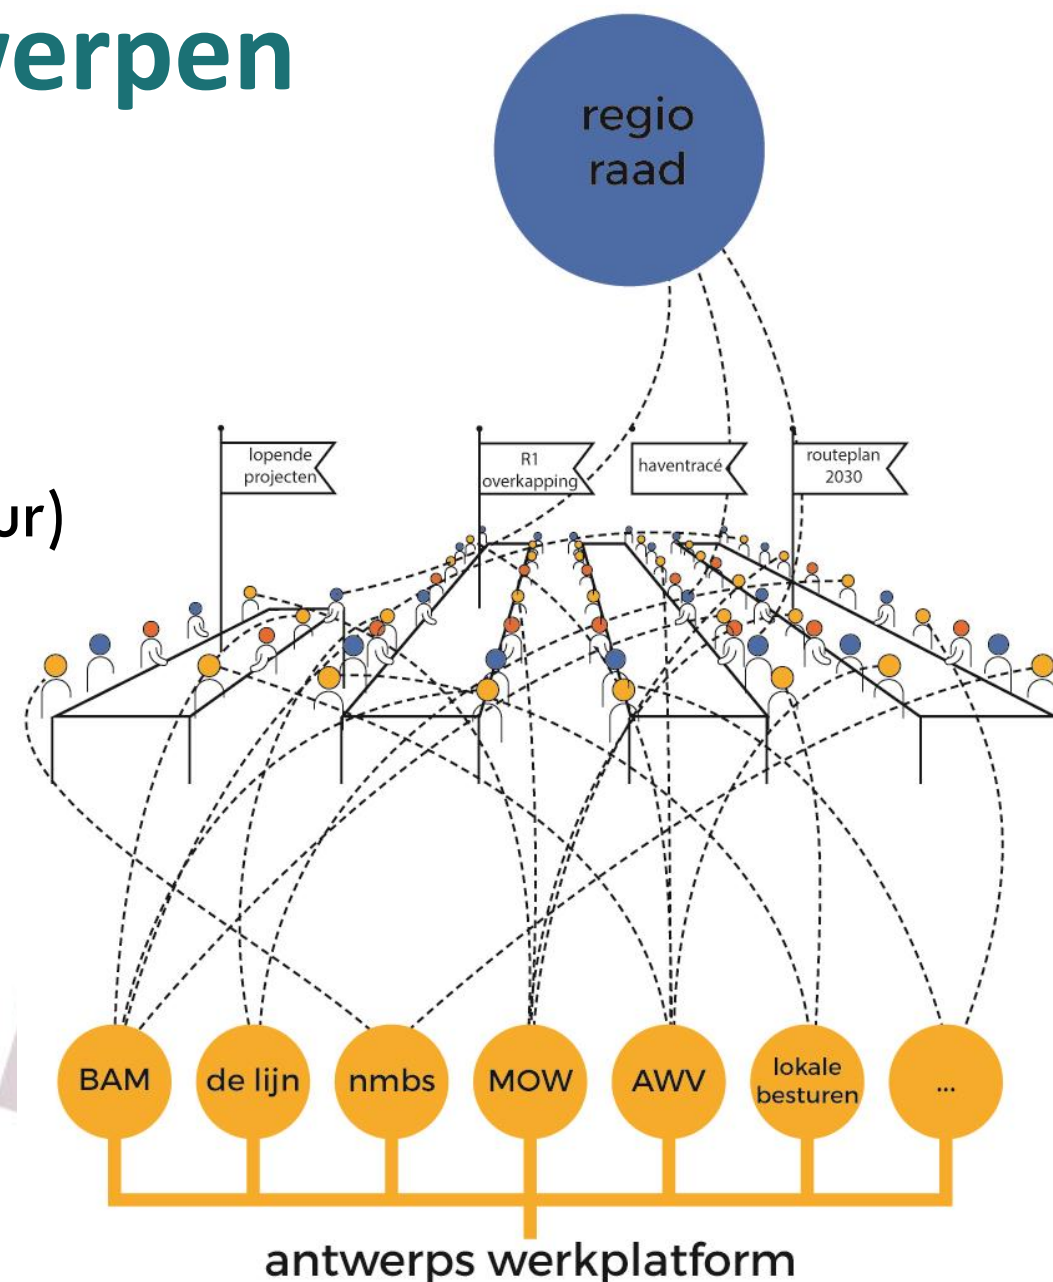 werpen
regio
raad
lopende
projecten
R1
overkapping
haventracé
routeplan
2030
ur)
BAM
de lijn
nmbs
MOW
AWV
lokale
besturen
...
antwerps werkplatform